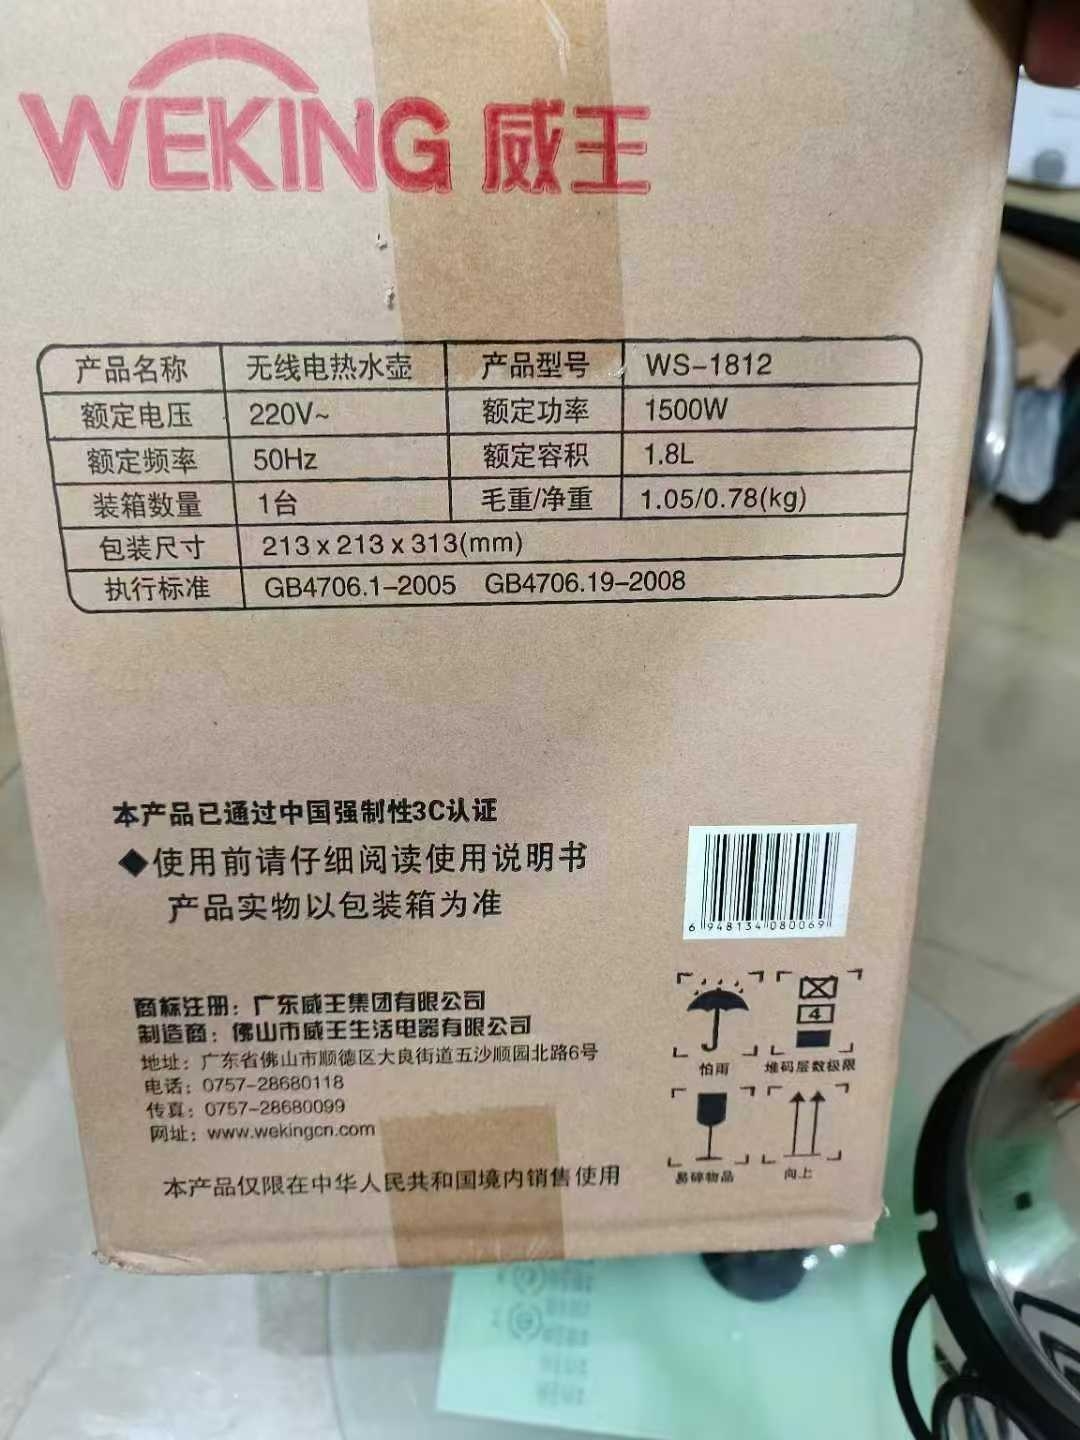 WEKING 威王
产品名称 无线电热水壶 产品型号 WS-1812
额定电压 220V~ 额定功率 1500W
额定频率 50Hz 额定容积 1.8L
装箱数量 1台 毛重/净重 1.05/0.78(kg)
包装尺寸 213x213x313(mm)
执行标准 GB4706.1-2005 GB4706.19-2008
本产品已通过中国强制性3C认证
◆使用前请仔细阅读使用说明书
产品实物以包装箱为准
6 948134 080069
商标注册：广东威王集团有限公司
制造商：佛山市威王生活电器有限公司
地址：广东省佛山市顺德区大良街道五沙顺园北路6号
电话：0757-28680118
传真：0757-28680099
网址：www.wekingcn.com
本产品仅限在中华人民共和国境内销售使用
4
怕雨 堆码层数极限
易碎物品 向上